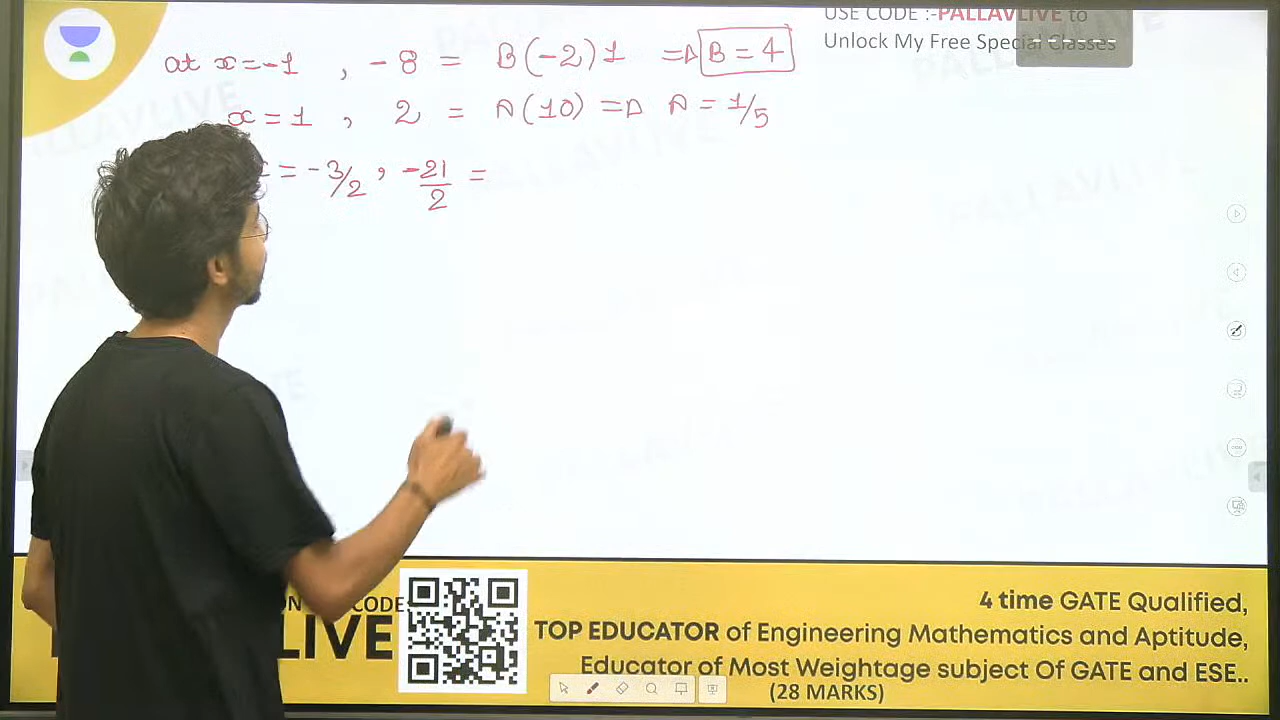 USE CODE :-PALLAVLIVE to
Unlock My Free Special Classes
at x=-1 , -8 = B(-2)1 => B = 4
x=1 , 2 = A(10) => A = 1/5
= -3/2 , -21/2 =
CODE:
LIVE
4 time GATE Qualified,
TOP EDUCATOR of Engineering Mathematics and Aptitude,
Educator of Most Weightage subject Of GATE and ESE..
(28 MARKS)